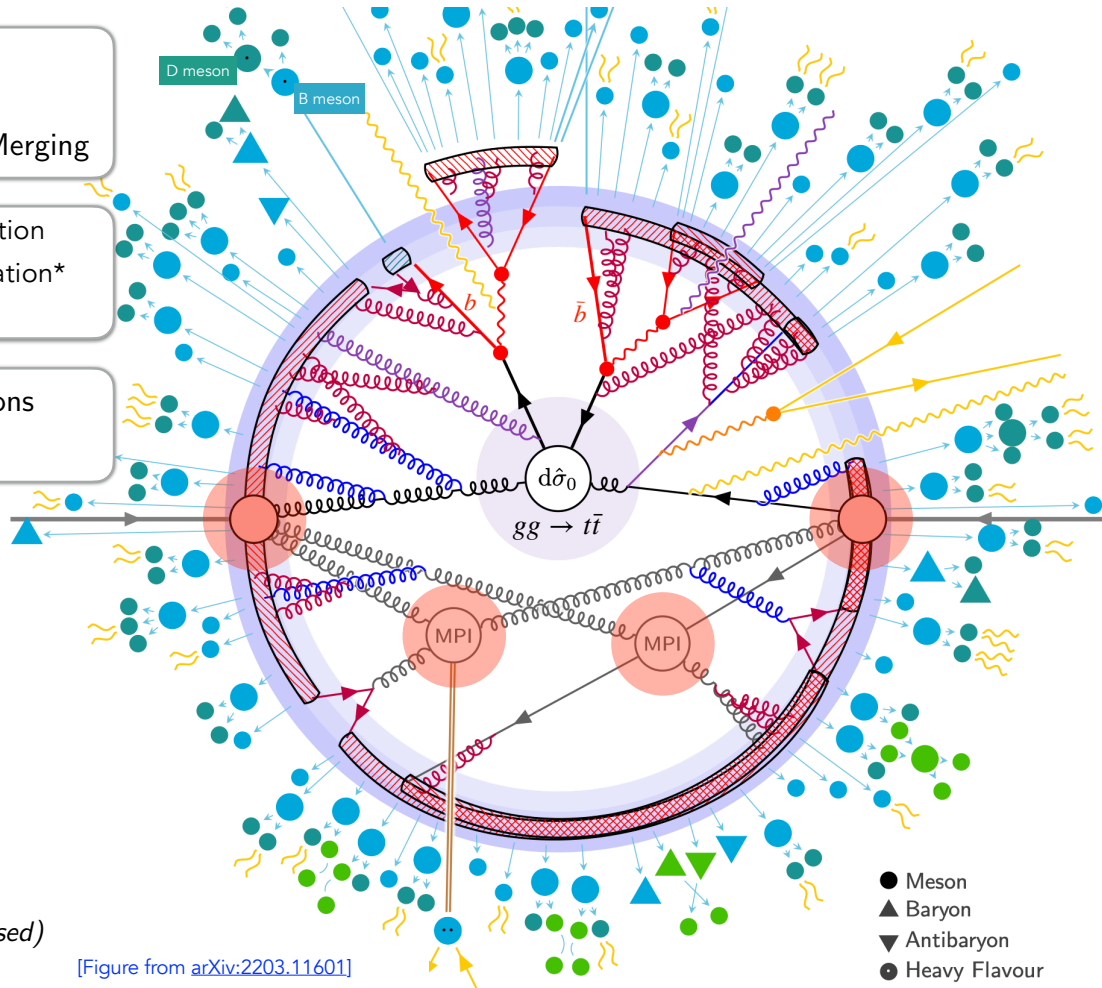 Merging
tion
ation*
ons
D meson
B meson
b
b̄
dσ̂₀
gg → tt̄
MPI
MPI
Meson
Baryon
Antibaryon
Heavy Flavour
sed)
[Figure from arXiv:2203.11601]